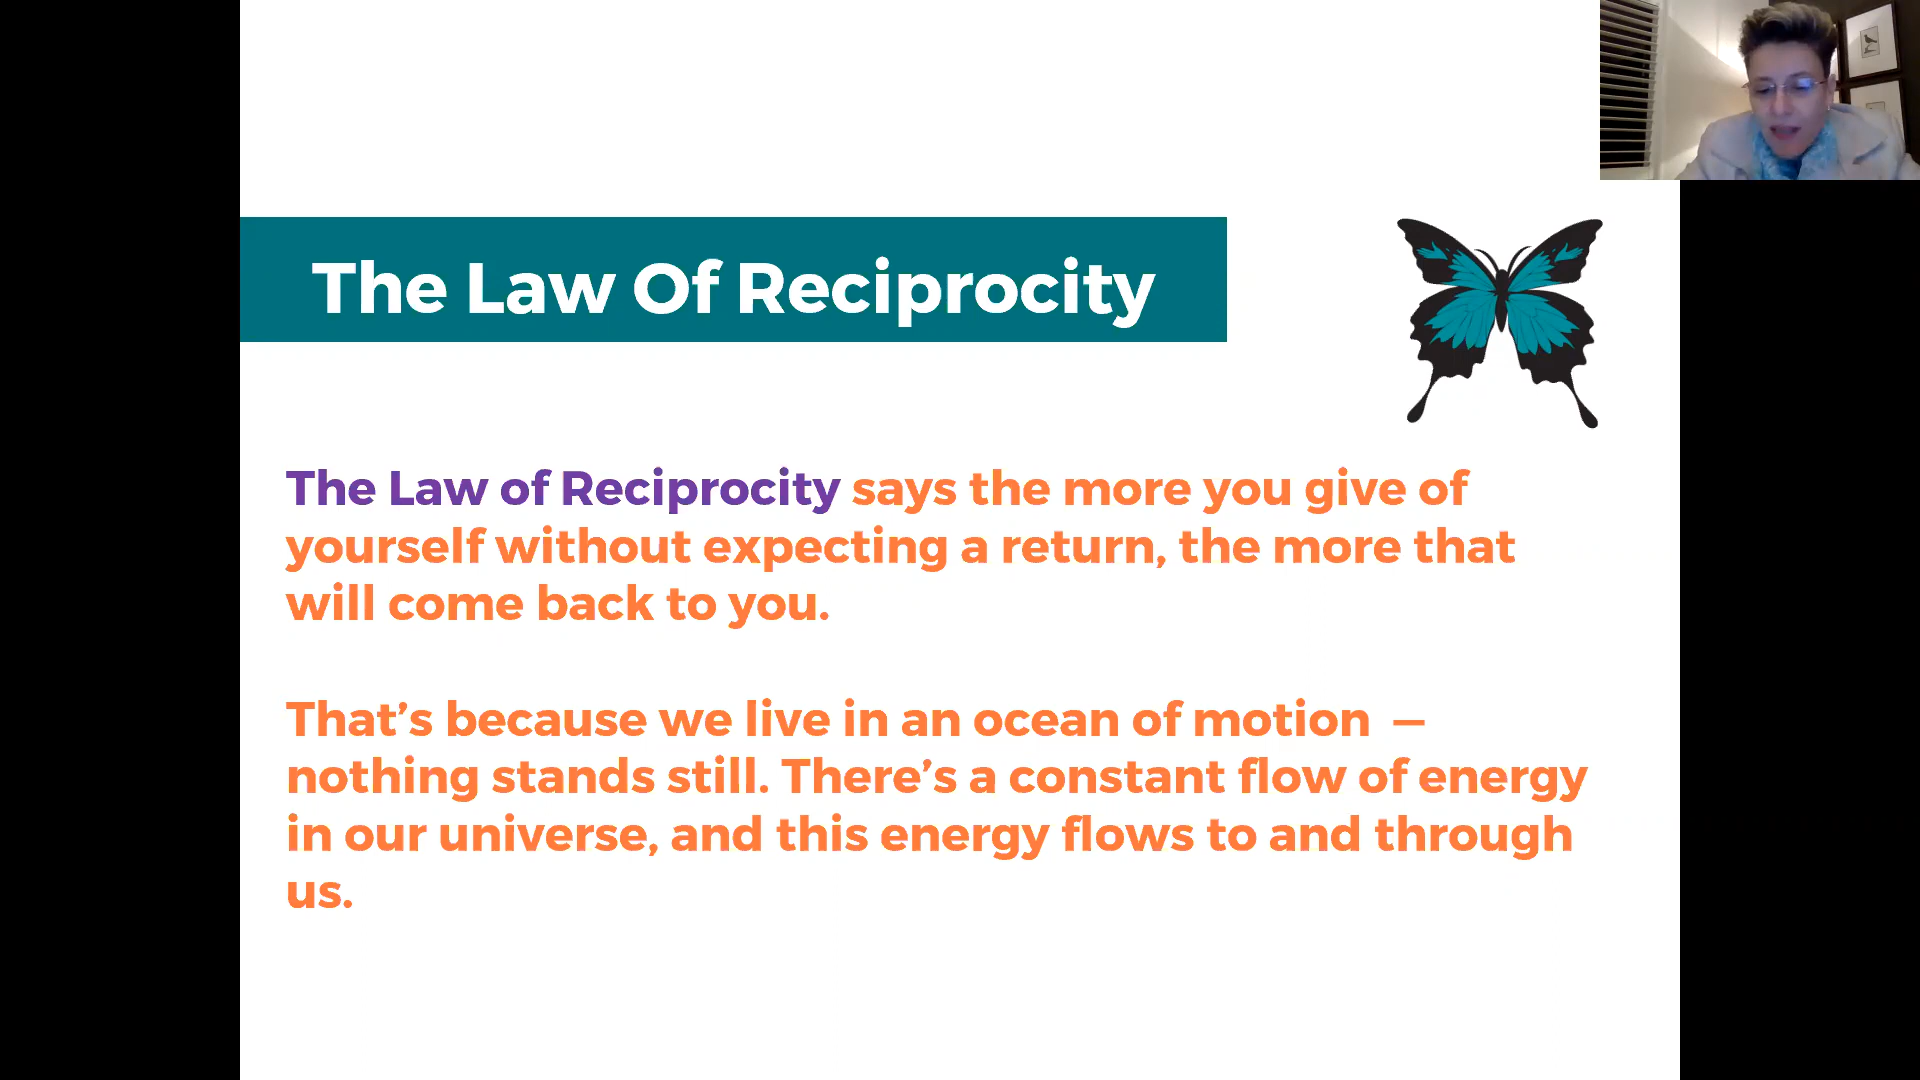 The Law Of Reciprocity
The Law of Reciprocity says the more you give of
yourself without expecting a return, the more that
will come back to you.
That’s because we live in an ocean of motion —
nothing stands still. There’s a constant flow of energy
in our universe, and this energy flows to and through
us.